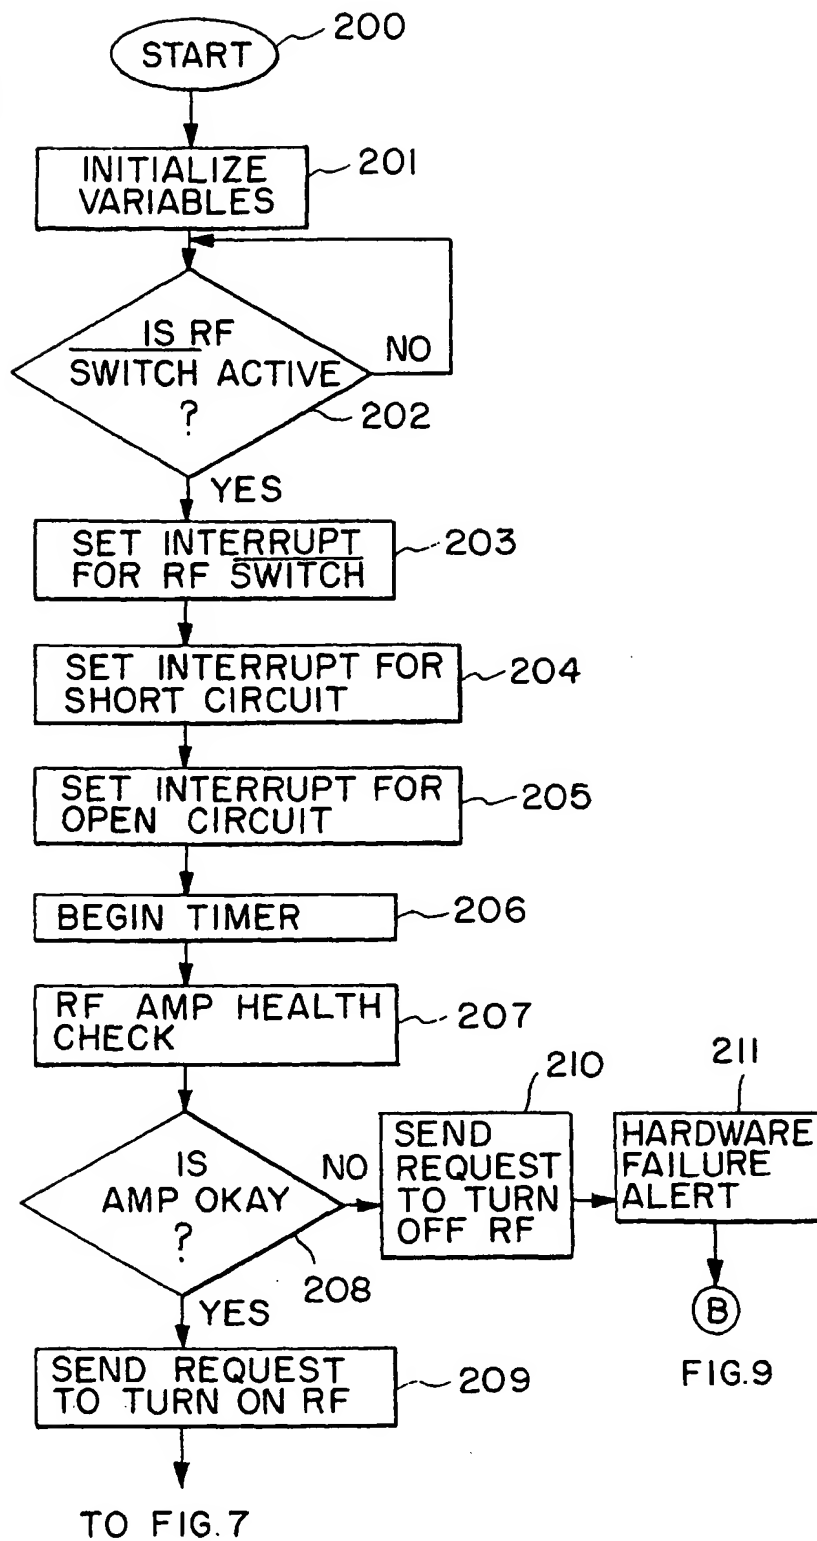 START
200
INITIALIZE
VARIABLES
201
IS RF
SWITCH ACTIVE
?
NO
202
YES
SET INTERRUPT
FOR RF SWITCH
203
SET INTERRUPT FOR
SHORT CIRCUIT
204
SET INTERRUPT FOR
OPEN CIRCUIT
205
BEGIN TIMER
206
RF AMP HEALTH
CHECK
207
IS
AMP OKAY
?
NO
208
YES
210
SEND
REQUEST
TO TURN
OFF RF
211
HARDWARE
FAILURE
ALERT
B
FIG.9
SEND REQUEST
TO TURN ON RF
209
TO FIG.7